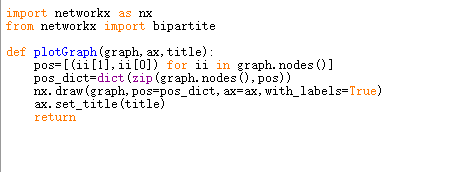 import networkx as nx
from networkx import bipartite

def plotGraph(graph,ax,title):
    pos=[(ii[1],ii[0]) for ii in graph.nodes()]
    pos_dict=dict(zip(graph.nodes(),pos))
    nx.draw(graph,pos=pos_dict,ax=ax,with_labels=True)
    ax.set_title(title)
    return